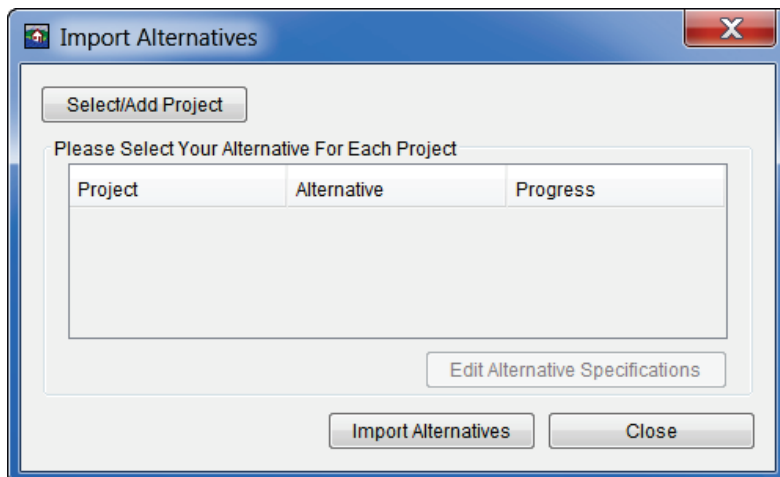 Import Alternatives
Select/Add Project
Please Select Your Alternative For Each Project
Project Alternative Progress
Edit Alternative Specifications
Import Alternatives Close